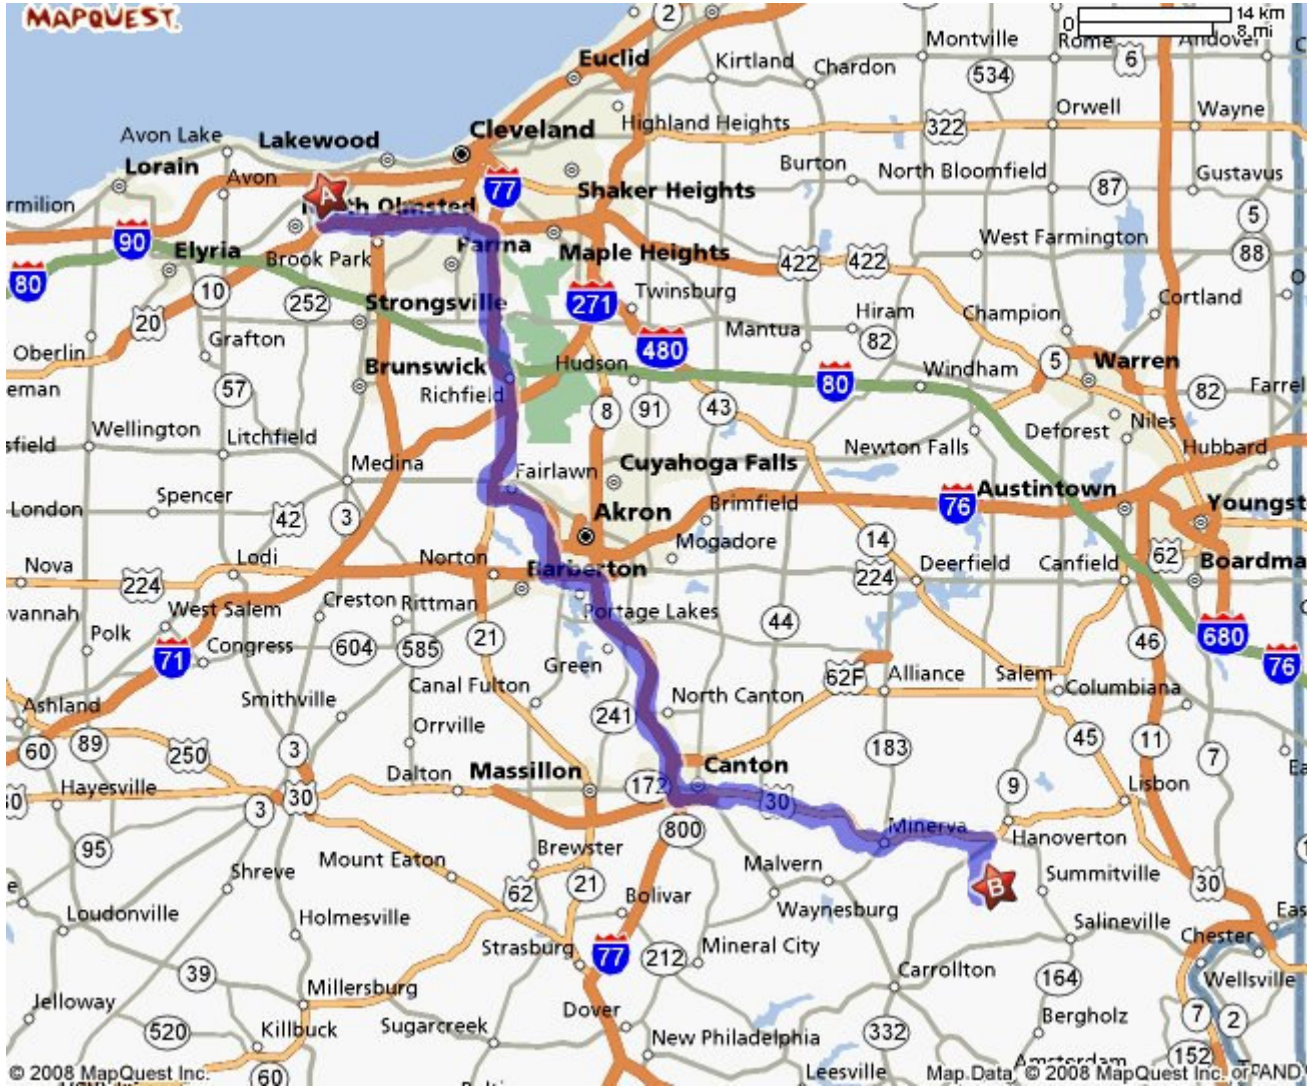 MAPQUEST.
2
0
14 km
8 mi
Montville
Rome
Andover
6
Euclid
Kirtland
Chardon
534
Orwell
Wayne
Avon Lake
Lakewood
Cleveland
Highland Heights
322
Lorain
Avon
A
77
Shaker Heights
Burton
North Bloomfield
87
Gustavus
rmilion
90
North Olmsted
5
Elyria
Brook Park
Parma
Maple Heights
422
422
West Farmington
88
80
10
252
Strongsville
271
Twinsburg
Cortland
20
Grafton
Mantua
Hiram
82
Champion
Oberlin
480
5
Warren
eman
57
Brunswick
Hudson
80
Windham
82
Farrel
Richfield
8
91
43
Niles
sfield
Wellington
Litchfield
Newton Falls
Deforest
Hubbard
Medina
Fairlawn
Cuyahoga Falls
London
Spencer
42
3
Akron
Brimfield
76
Austintown
Youngst
14
Nova
224
Lodi
Norton
Barberton
Mogadore
224
Deerfield
Canfield
62
Boardma
vannah
West Salem
Creston
Rittman
Portage Lakes
Polk
71
Congress
604
585
21
44
46
680
76
Green
62F
Alliance
Salem
Columbiana
Ashland
Smithville
Canal Fulton
North Canton
60
89
250
3
Orrville
241
183
45
11
7
Hayesville
30
Dalton
Massillon
172
Canton
30
9
Lisbon
3
800
Minerva
Hanoverton
95
Shreve
Mount Eaton
Brewster
Malvern
B
Summitville
30
62
21
Bolivar
Waynesburg
Loudonville
Holmesville
Strasburg
77
212
Mineral City
Salineville
Chester
39
Carrollton
164
Wellsville
Jelloway
Millersburg
Dover
Bergholz
7
2
520
Killbuck
Sugarcreek
New Philadelphia
332
Amsterdam
152
60
Leesville
© 2008 MapQuest Inc.
Map Data © 2008 MapQuest Inc. or